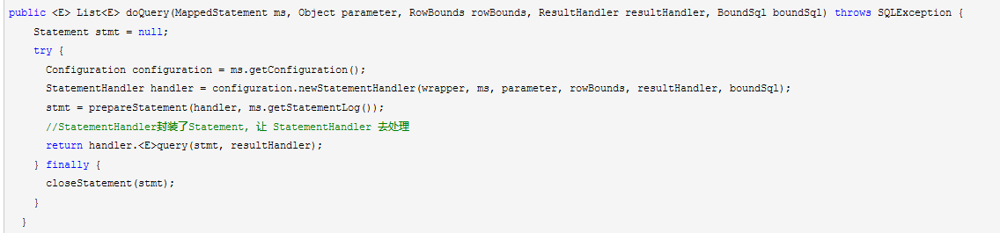 public <E> List<E> doQuery(MappedStatement ms, Object parameter, RowBounds rowBounds, ResultHandler resultHandler, BoundSql boundSql) throws SQLException {
Statement stmt = null;
try {
Configuration configuration = ms.getConfiguration();
StatementHandler handler = configuration.newStatementHandler(wrapper, ms, parameter, rowBounds, resultHandler, boundSql);
stmt = prepareStatement(handler, ms.getStatementLog());
//StatementHandler封装了Statement, 让 StatementHandler 去处理
return handler.<E>query(stmt, resultHandler);
} finally {
closeStatement(stmt);
}
}